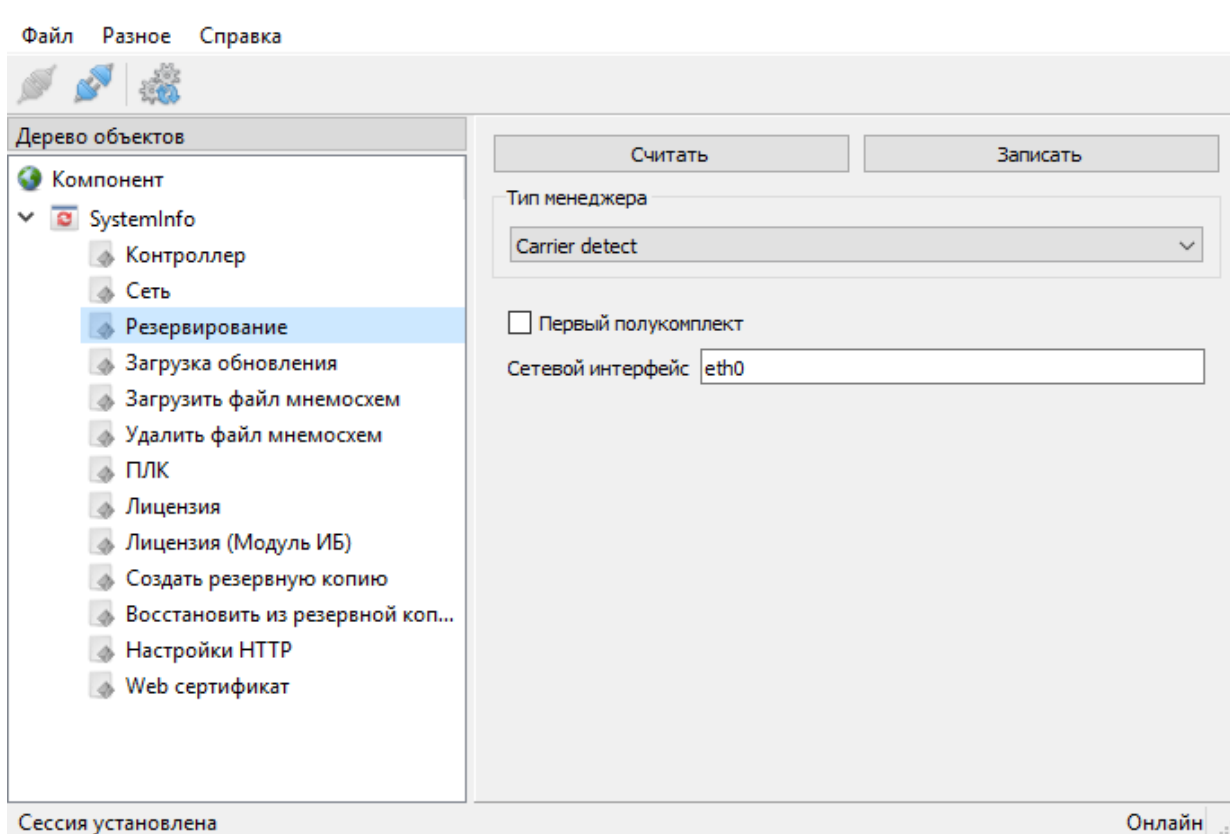 Файл Разное Справка
Дерево объектов
Компонент
SystemInfo
Контроллер
Сеть
Резервирование
Загрузка обновления
Загрузить файл мнемосхем
Удалить файл мнемосхем
ПЛК
Лицензия
Лицензия (Модуль ИБ)
Создать резервную копию
Восстановить из резервной коп...
Настройки HTTP
Web сертификат
Считать Записать
Тип менеджера
Carrier detect
Первый полукомплект
Сетевой интерфейс eth0
Сессия установлена Онлайн